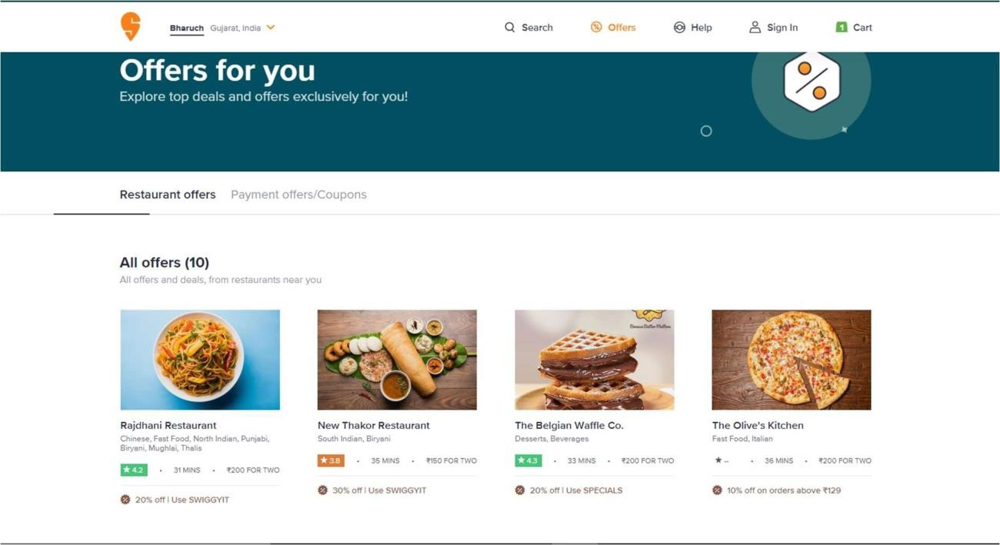 Bharuch Gujarat, India
Search
Offers
Help
Sign In
1 Cart
Offers for you
Explore top deals and offers exclusively for you!
Restaurant offers
Payment offers/Coupons
All offers (10)
All offers and deals, from restaurants near you
Rajdhani Restaurant
Chinese, Fast Food, North Indian, Punjabi,
Biryani, Mughlai, Thalis
★ 4.2 • 31 MINS • ₹200 FOR TWO
20% off | Use SWIGGYIT
New Thakor Restaurant
South Indian, Biryani
★ 3.8 • 35 MINS • ₹150 FOR TWO
30% off | Use SWIGGYIT
The Belgian Waffle Co.
Desserts, Beverages
★ 4.3 • 33 MINS • ₹200 FOR TWO
20% off | Use SPECIALS
The Olive's Kitchen
Fast Food, Italian
★ -- • 36 MINS • ₹200 FOR TWO
10% off on orders above ₹129